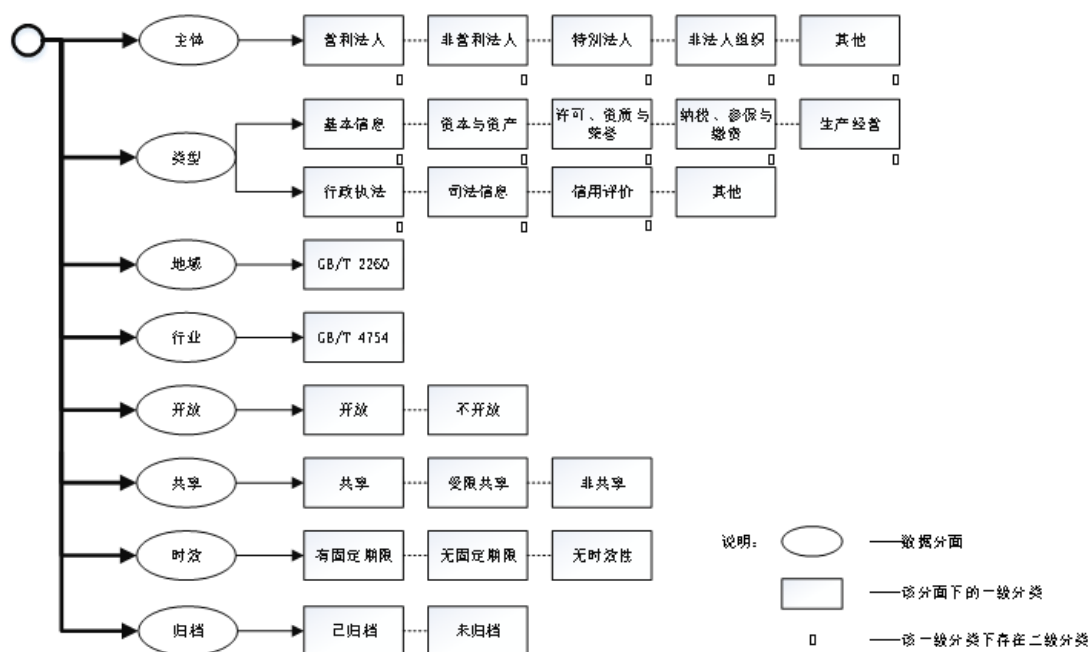 主体 营利法人 非营利法人 特别法人 非法人组织 其他
类型
基本信息 资本与资产 许可、资质与荣誉 纳税、参保与缴费 生产经营
行政执法 司法信息 信用评价 其他
地域 GB/T 2260
行业 GB/T 4754
开放 开放 不开放
共享 共享 受限共享 非共享
时效 有固定期限 无固定期限 无时效性
归档 已归档 未归档
说明：
数据分面
该分面下的一级分类
该一级分类下存在二级分类